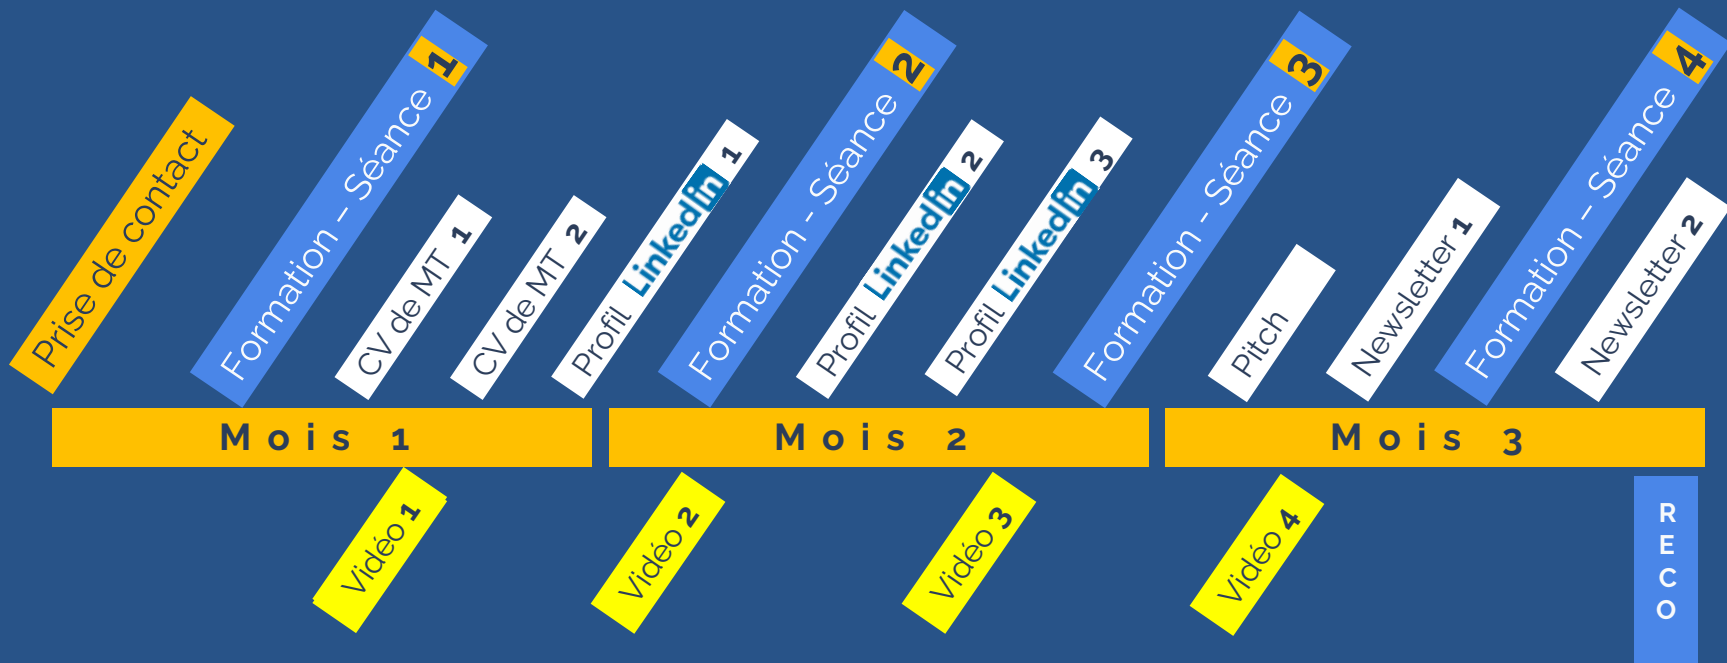 Prise de contact
Formation – Séance 1
CV de MT 1
CV de MT 2
Profil Linkedin 1
Formation - Séance 2
Profil Linkedin 2
Profil Linkedin 3
Formation - Séance 3
Pitch
Newsletter 1
Formation – Séance 4
Newsletter 2
Mois 1
Mois 2
Mois 3
Vidéo 1
Vidéo 2
Vidéo 3
Vidéo 4
RECO